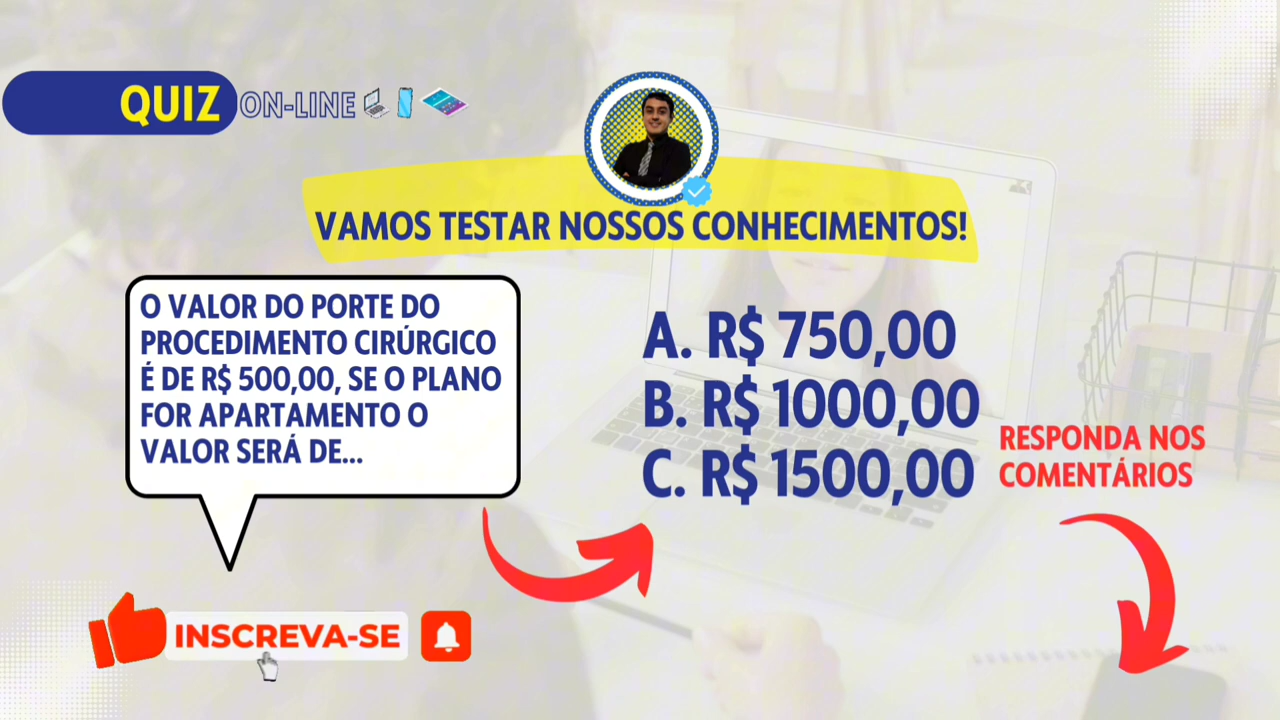 QUIZ ON-LINE
VAMOS TESTAR NOSSOS CONHECIMENTOS!
O VALOR DO PORTE DO
PROCEDIMENTO CIRÚRGICO
É DE R$ 500,00, SE O PLANO
FOR APARTAMENTO O
VALOR SERÁ DE...
A. R$ 750,00
B. R$ 1000,00
C. R$ 1500,00
RESPONDA NOS
COMENTÁRIOS
INSCREVA-SE